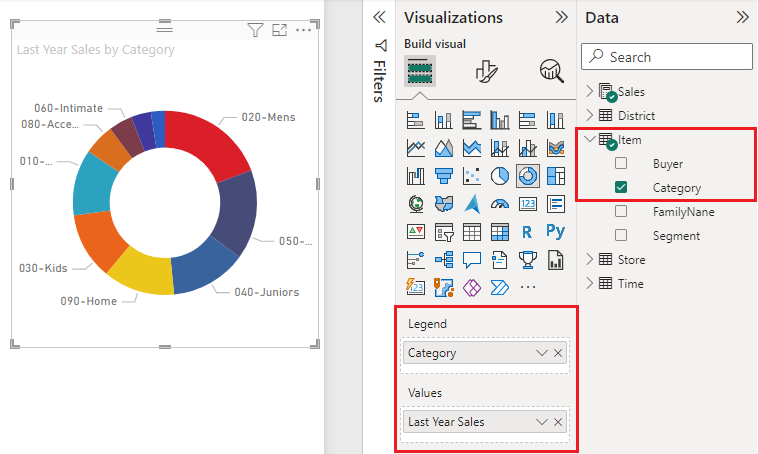 Last Year Sales by Category
060-Intimate
080-Acce...
010-...
030-Kids
090-Home
020-Mens
050-...
040-Juniors
Filters
Visualizations
Build visual
123
R
Py
123
Legend
Category
Values
Last Year Sales
Data
Search
Sales
District
Item
Buyer
Category
FamilyNane
Segment
Store
Time